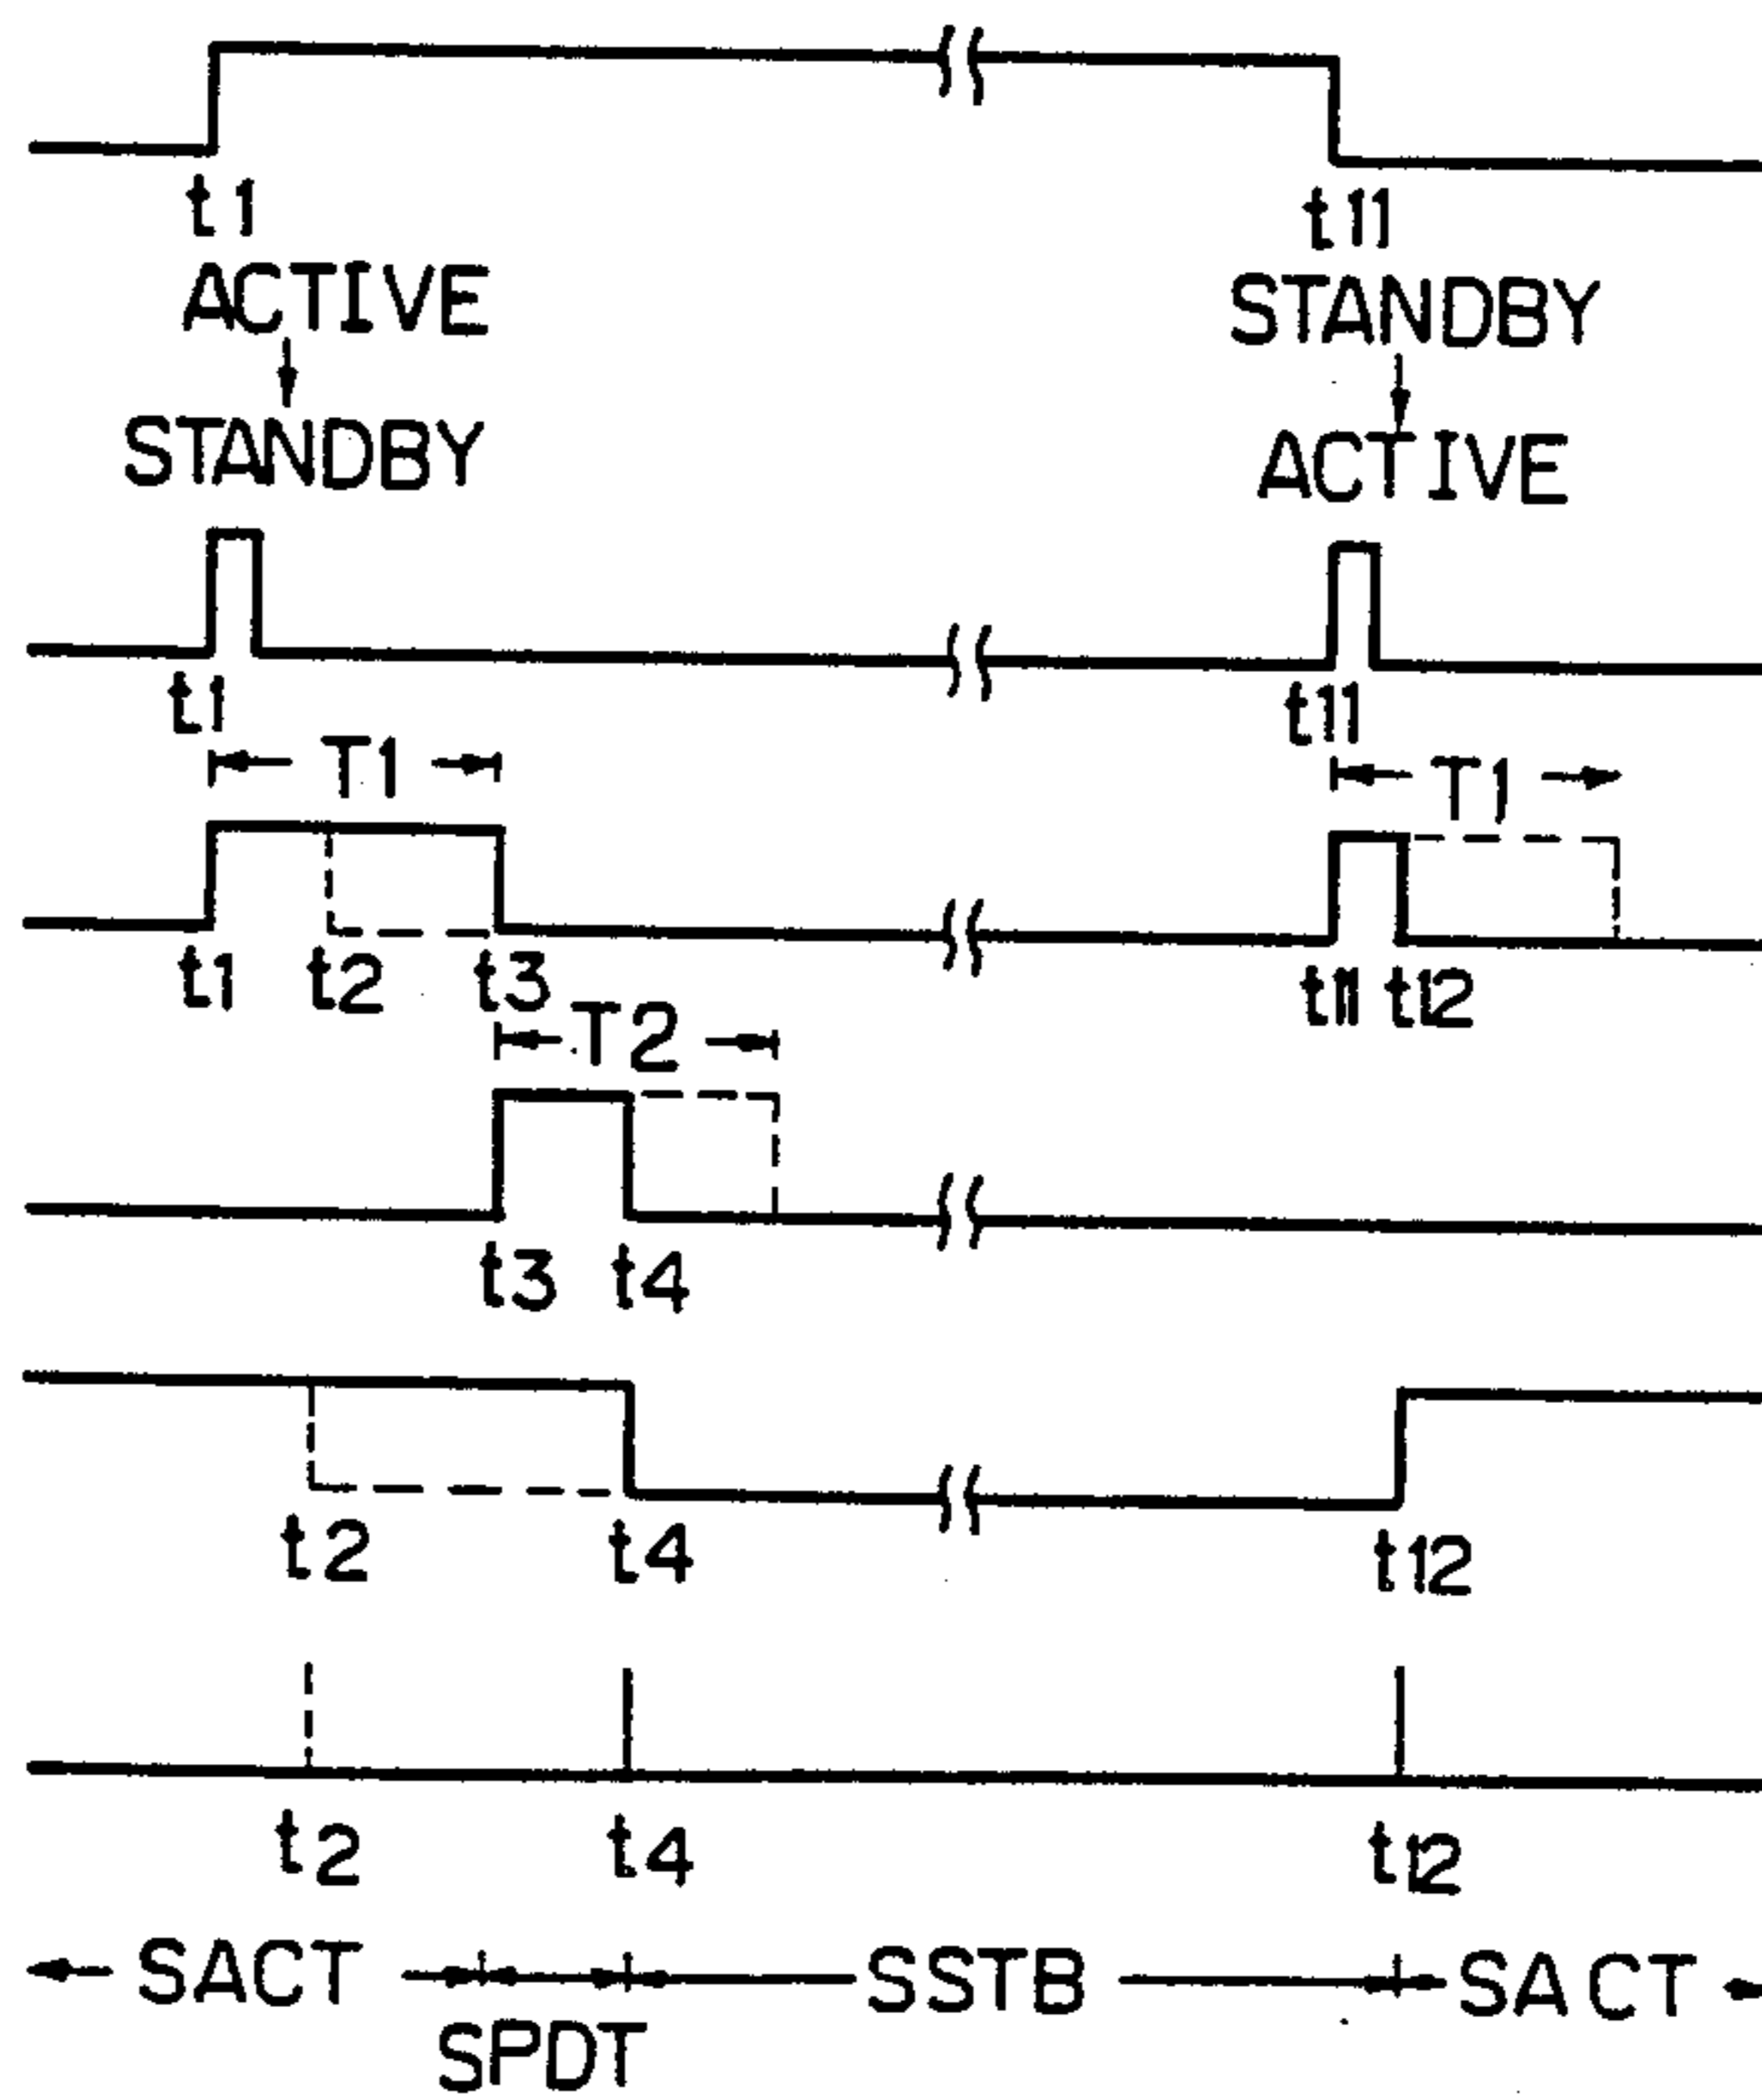 t1 t11
ACTIVE STANDBY
STANDBY ACTIVE
t1 t11
T1 T1
t1 t2 t3 t11 t12
T2
t3 t4
t2 t4 t12
t2 t4 t12
SACT SSTB SACT
SPDT